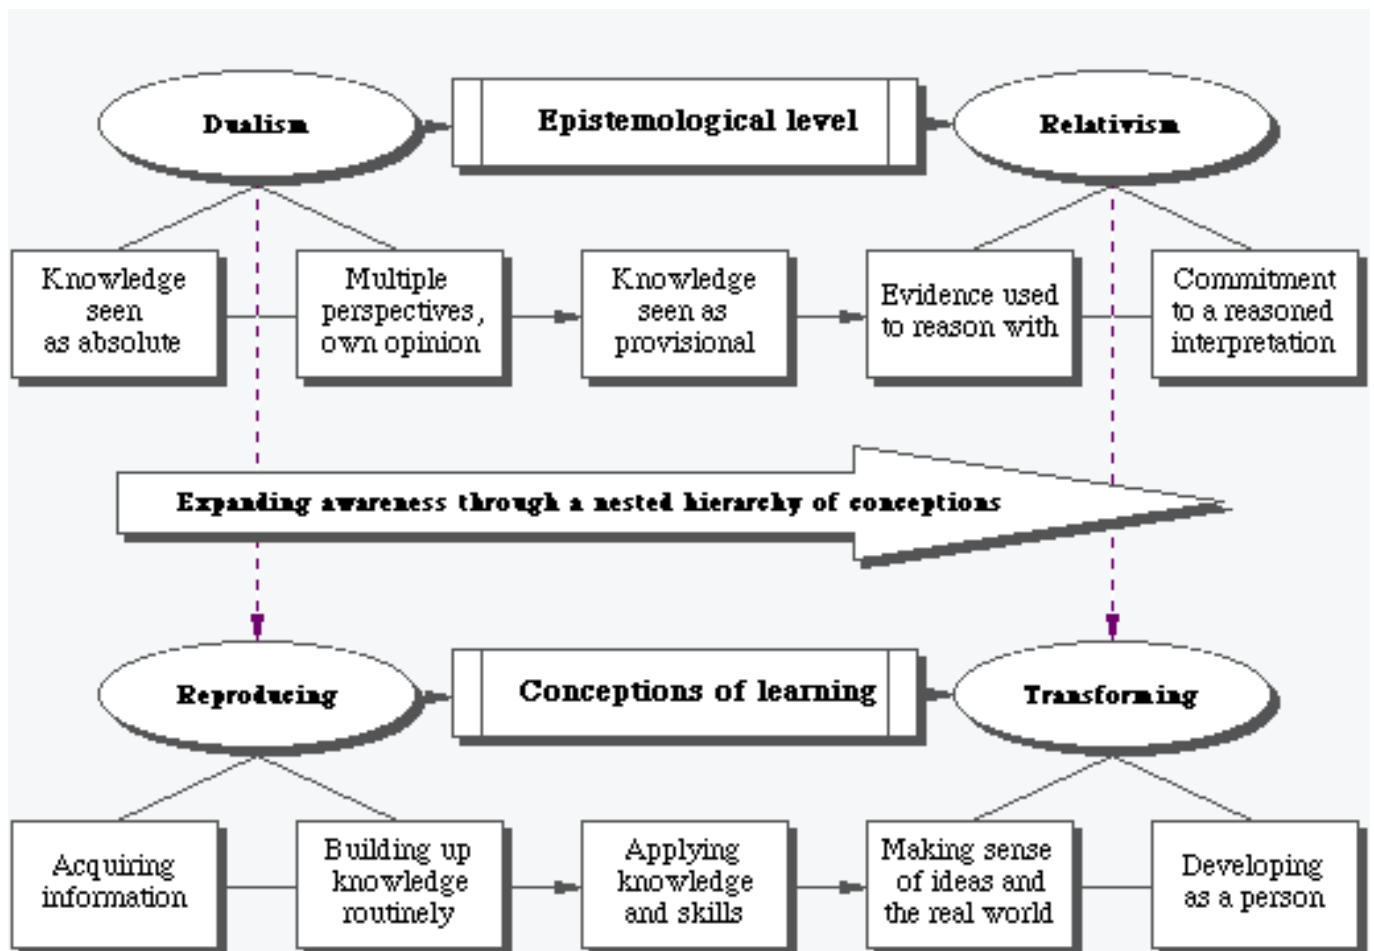 Dualism
Epistemological level
Relativism
Knowledge
seen
as absolute
Multiple
perspectives,
own opinion
Knowledge
seen as
provisional
Evidence used
to reason with
Commitment
to a reasoned
interpretation
Expanding awareness through a nested hierarchy of conceptions
Reproducing
Conceptions of learning
Transforming
Acquiring
information
Building up
knowledge
routinely
Applying
knowledge
and skills
Making sense
of ideas and
the real world
Developing
as a person